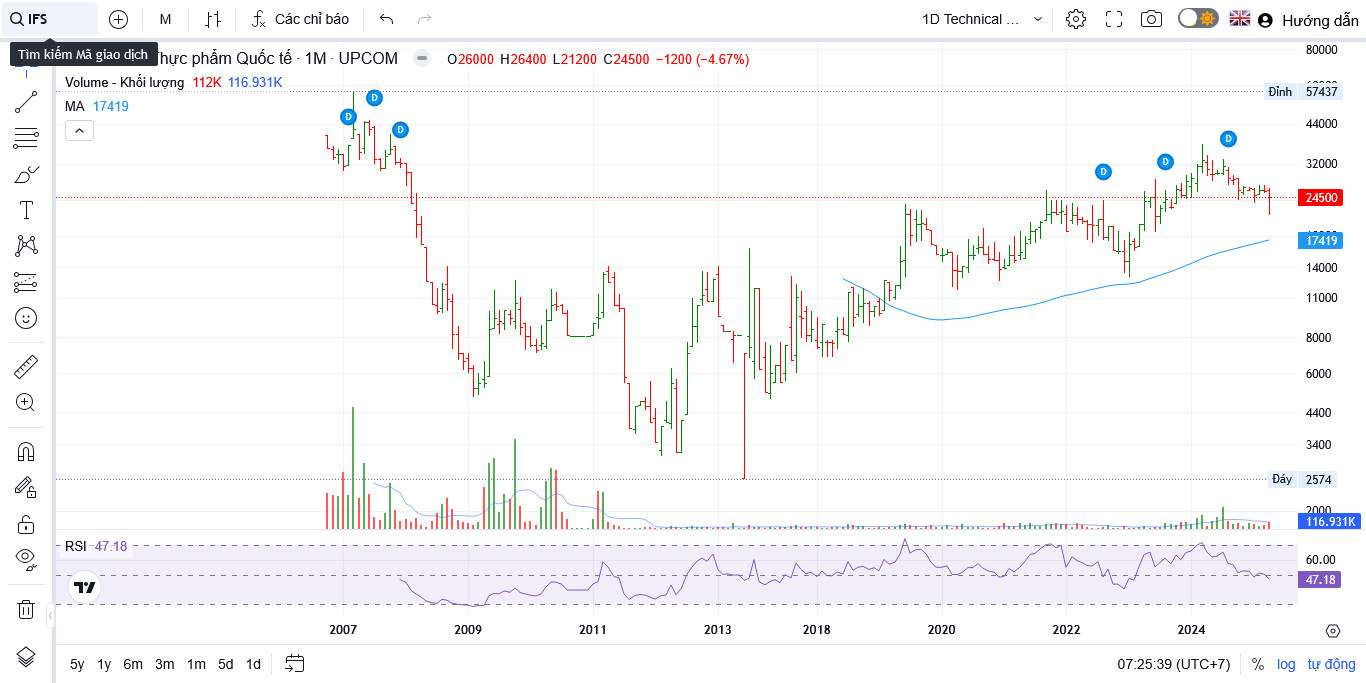 IFS
M
Các chỉ báo
1D Technical ...
Hướng dẫn
Tìm kiếm Mã giao dịch
Thực phẩm Quốc tế · 1M · UPCOM
O26000 H26400 L21200 C24500 −1200 (−4.67%)
Volume - Khối lượng 112K 116.931K
MA 17419
D
D
D
D
D
D
80000
Đỉnh 57437
44000
32000
24500
17419
14000
11000
8000
6000
4400
3400
Đáy 2574
2000
116.931K
RSI 47.18
60.00
47.18
2007 2009 2011 2013 2018 2020 2022 2024
5y 1y 6m 3m 1m 5d 1d
07:25:39 (UTC+7) % log tự động